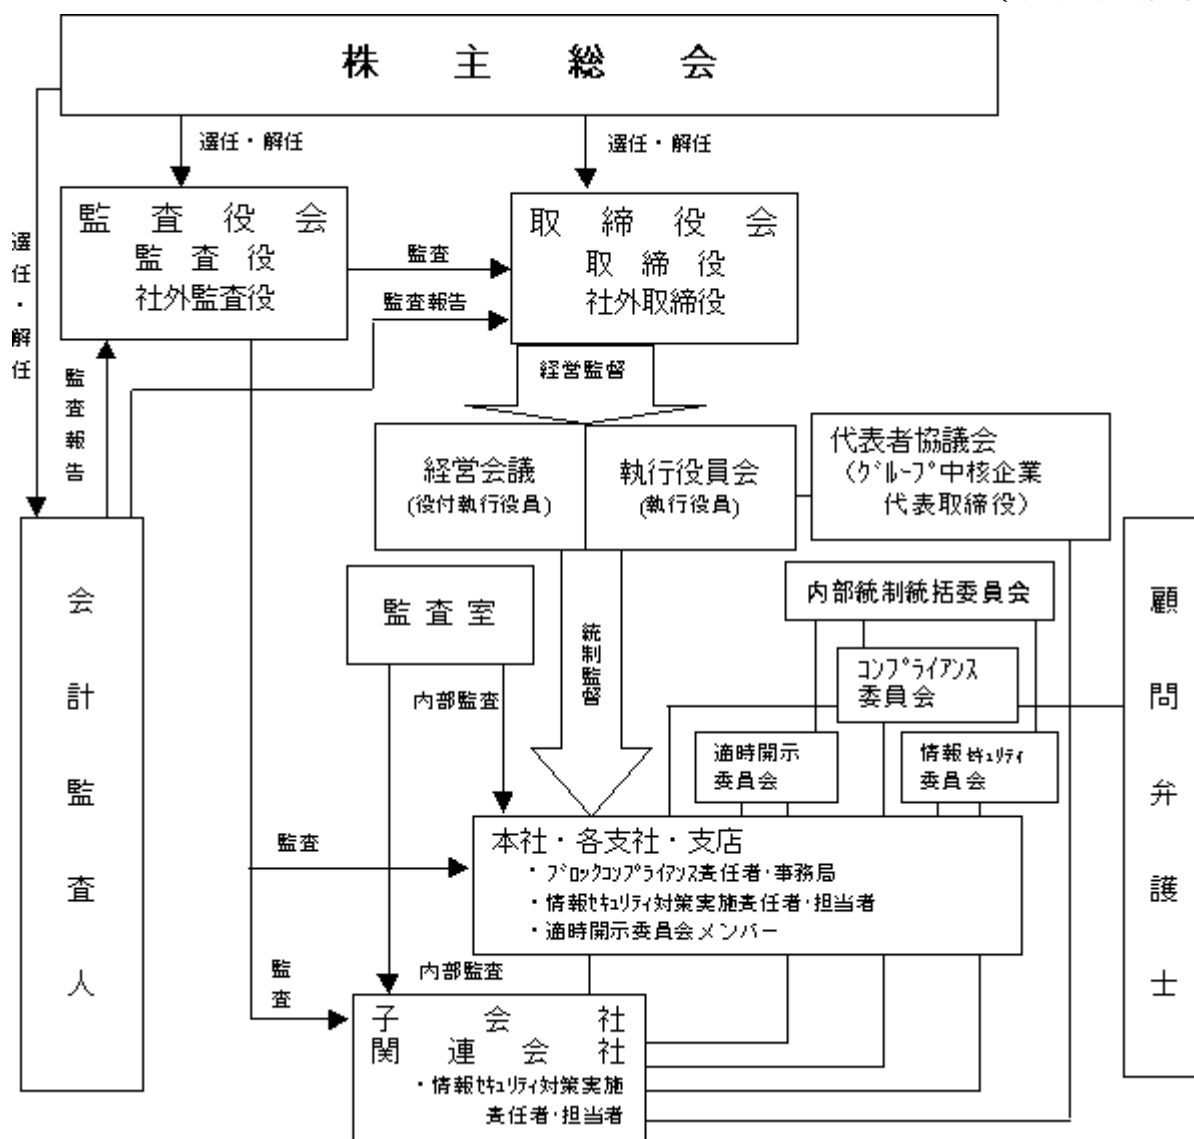 株主総会
選任・解任
選任・解任
選任・解任
監査役会
監査役
社外監査役
監査
監査報告
取締役会
取締役
社外取締役
監査報告
経営監督
経営会議
(役付執行役員)
執行役員会
(執行役員)
代表者協議会
(グループ中核企業
代表取締役)
会計監査人
監査室
統制監督
内部統制統括委員会
顧問弁護士
コンプライアンス
委員会
内部監査
適時開示
委員会
情報セキュリティ
委員会
本社・各支社・支店
・ブロックコンプライアンス責任者・事務局
・情報セキュリティ対策実施責任者・担当者
・適時開示委員会メンバー
監査
監査
内部監査
子会社
関連会社
・情報セキュリティ対策実施
責任者・担当者